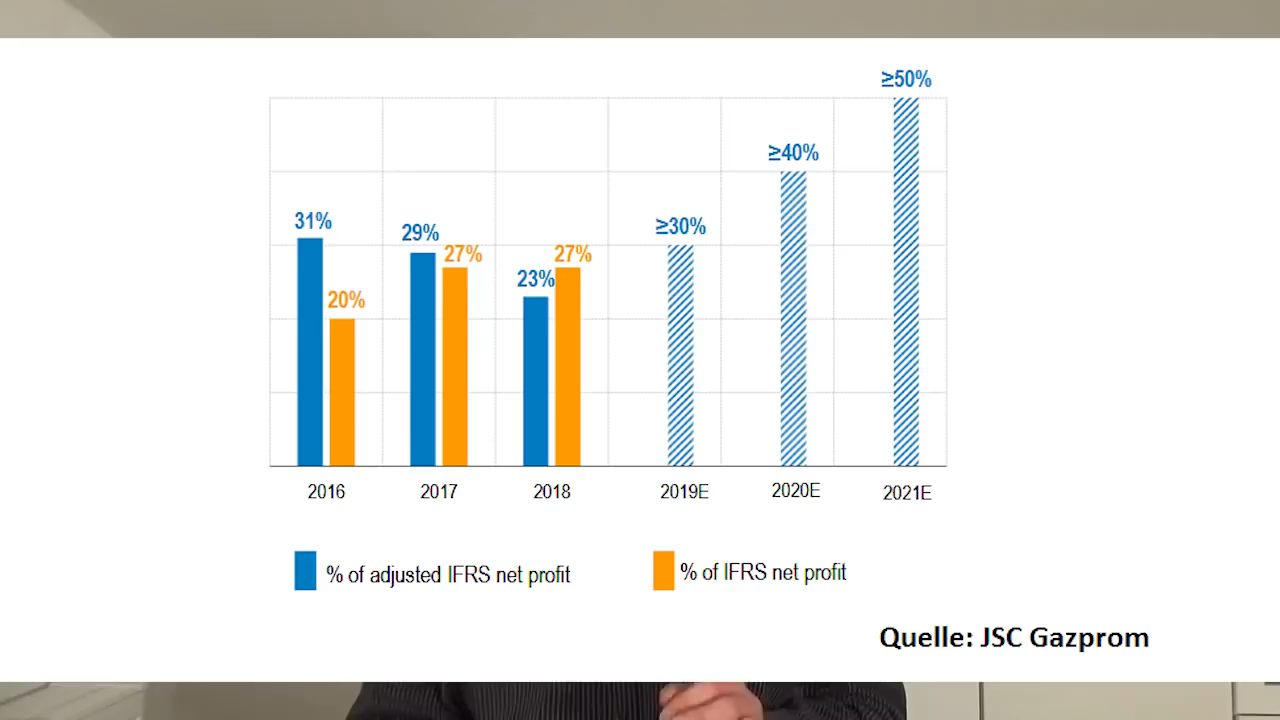 ≥50%
≥40%
31%
29%
≥30%
27%
27%
23%
20%
2016
2017
2018
2019E
2020E
2021E
% of adjusted IFRS net profit
% of IFRS net profit
Quelle: JSC Gazprom